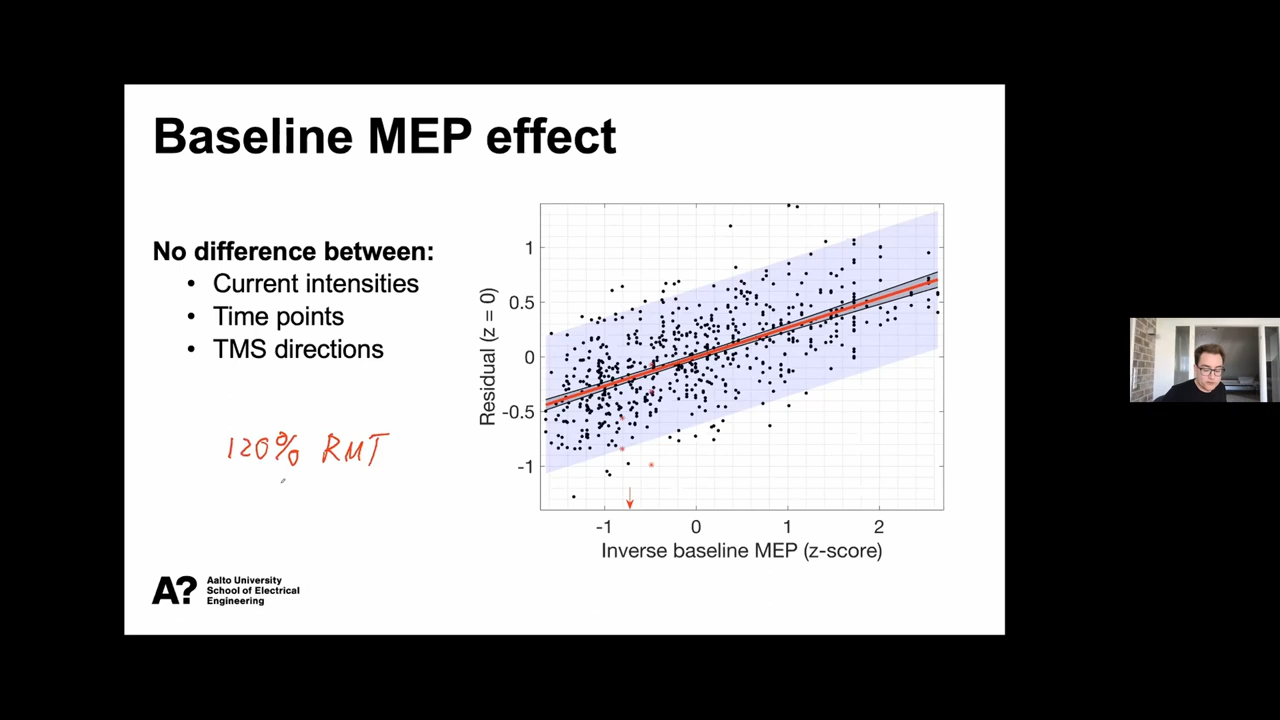 Baseline MEP effect
No difference between:
• Current intensities
• Time points
• TMS directions
120% RMT
Residual (z = 0)
1
0.5
0
-0.5
-1
-1 0 1 2
Inverse baseline MEP (z-score)
A?
Aalto University
School of Electrical
Engineering